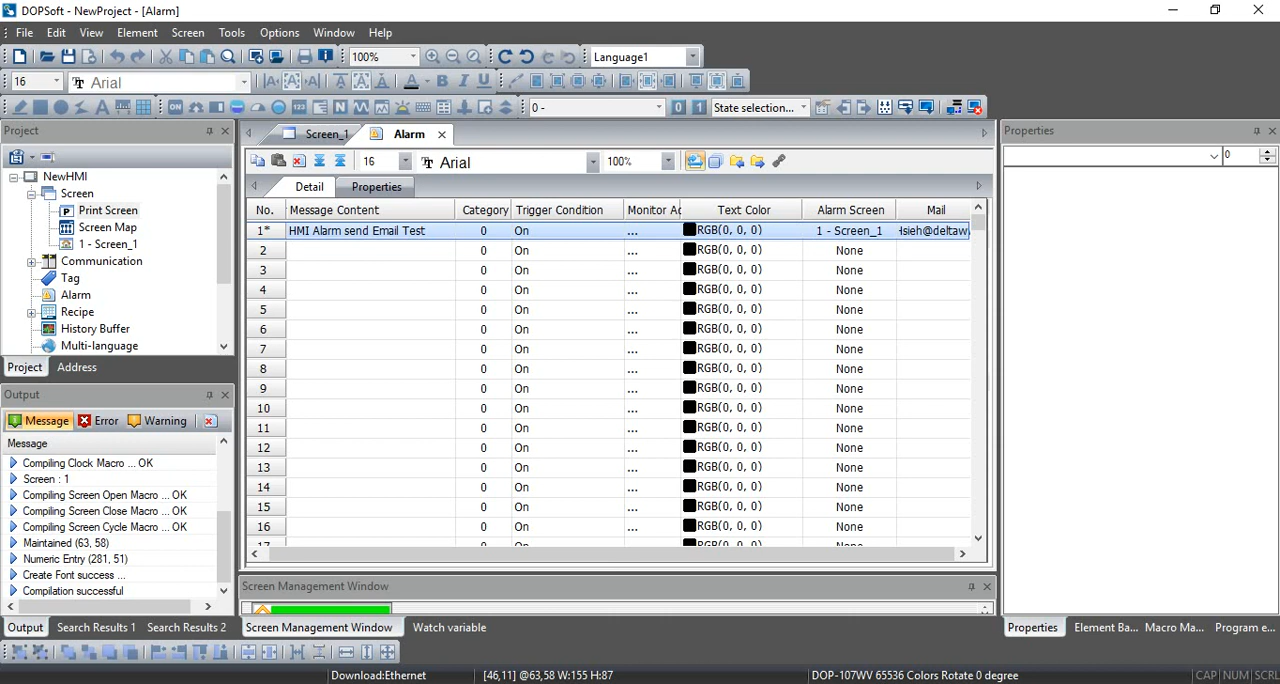 DOPSoft - NewProject - [Alarm]
File Edit View Element Screen Tools Options Window Help
100% Language1
16 Arial
0 - 0 1 State selection...
Project
NewHMI
Screen
Print Screen
Screen Map
1 - Screen_1
Communication
Tag
Alarm
Recipe
History Buffer
Multi-language
Project Address
Output
Message Error Warning
Message
Compiling Clock Macro ... OK
Screen : 1
Compiling Screen Open Macro ... OK
Compiling Screen Close Macro ... OK
Compiling Screen Cycle Macro ... OK
Maintained (63, 58)
Numeric Entry (281, 51)
Create Font success ...
Compilation successful
Output Search Results 1 Search Results 2
Screen_1 Alarm
16 Arial 100%
Detail Properties
No. Message Content Category Trigger Condition Monitor Ac Text Color Alarm Screen Mail
1* HMI Alarm send Email Test 0 On ... RGB(0, 0, 0) 1 - Screen_1 Hsieh@deltaw
2 0 On ... RGB(0, 0, 0) None
3 0 On ... RGB(0, 0, 0) None
4 0 On ... RGB(0, 0, 0) None
5 0 On ... RGB(0, 0, 0) None
6 0 On ... RGB(0, 0, 0) None
7 0 On ... RGB(0, 0, 0) None
8 0 On ... RGB(0, 0, 0) None
9 0 On ... RGB(0, 0, 0) None
10 0 On ... RGB(0, 0, 0) None
11 0 On ... RGB(0, 0, 0) None
12 0 On ... RGB(0, 0, 0) None
13 0 On ... RGB(0, 0, 0) None
14 0 On ... RGB(0, 0, 0) None
15 0 On ... RGB(0, 0, 0) None
16 0 On ... RGB(0, 0, 0) None
Screen Management Window
Screen Management Window Watch variable
Properties
0
Properties Element Ba... Macro Ma... Program e...
Download:Ethernet [46,11] @63,58 W:155 H:87 DOP-107WV 65536 Colors Rotate 0 degree CAP NUM SCRL